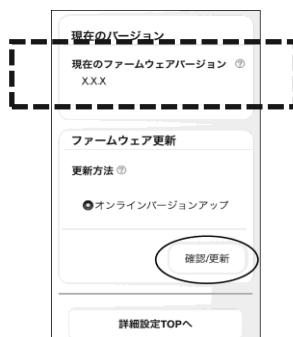 現在のバージョン
現在のファームウェアバージョン ?
X.X.X
ファームウェア更新
更新方法 ?
オンラインバージョンアップ
確認/更新
詳細設定TOPへ